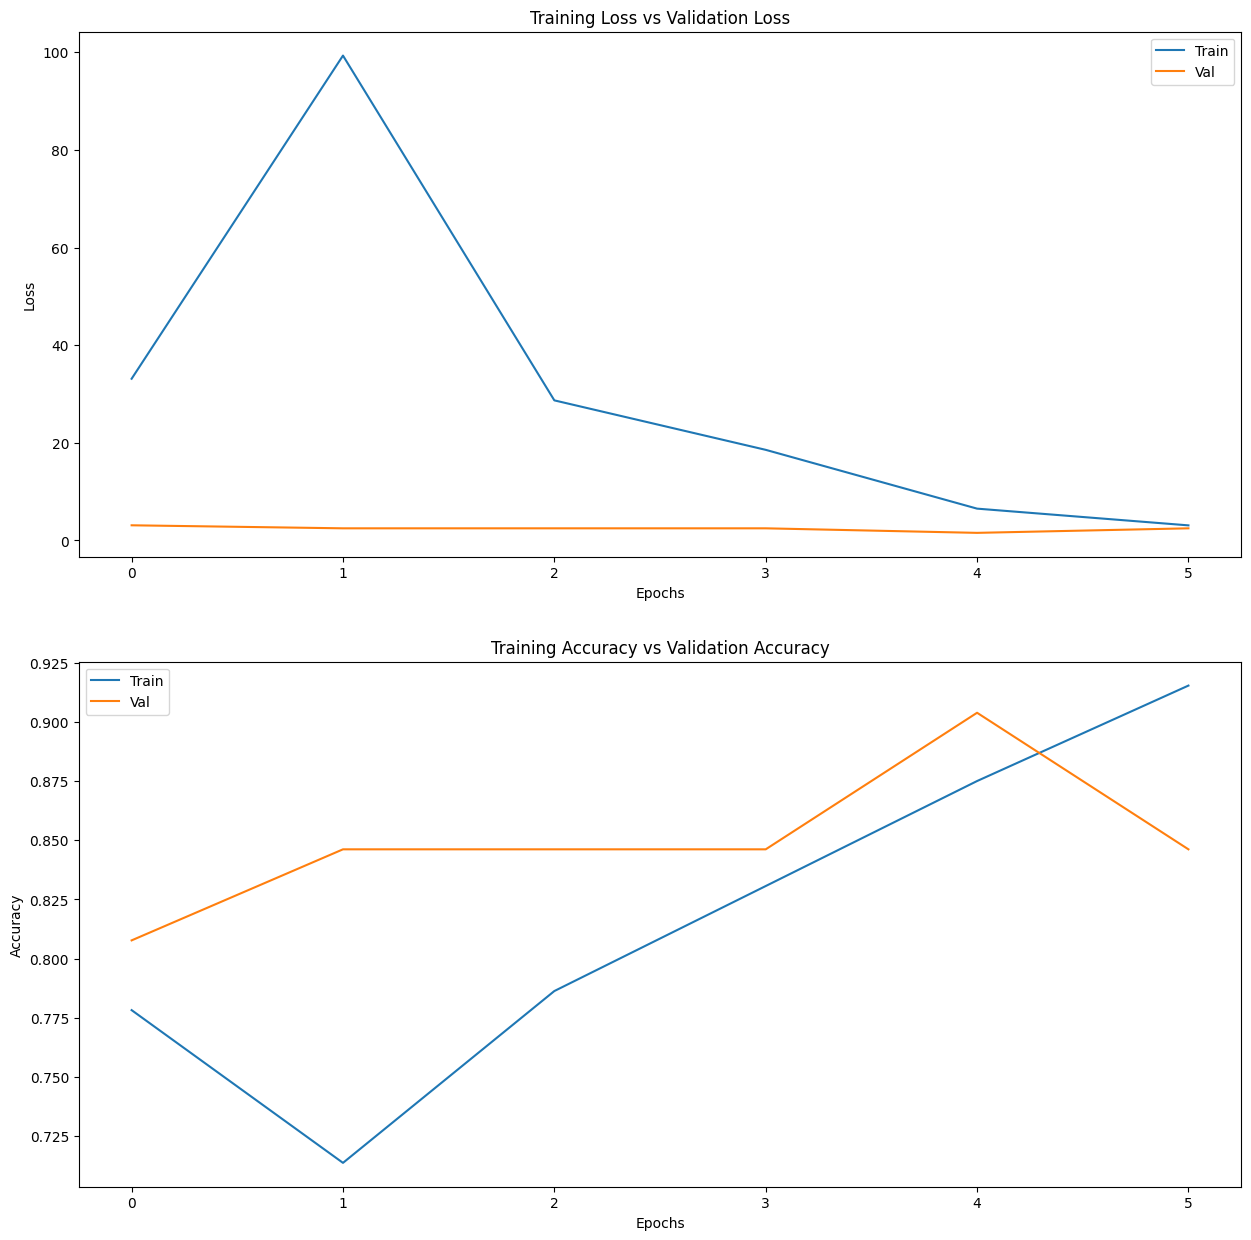 Training Loss vs Validation Loss
100
80
60
40
20
0
Loss
Train
Val
0 1 2 3 4 5
Epochs
Training Accuracy vs Validation Accuracy
0.925
0.900
0.875
0.850
0.825
0.800
0.775
0.750
0.725
Accuracy
Train
Val
0 1 2 3 4 5
Epochs